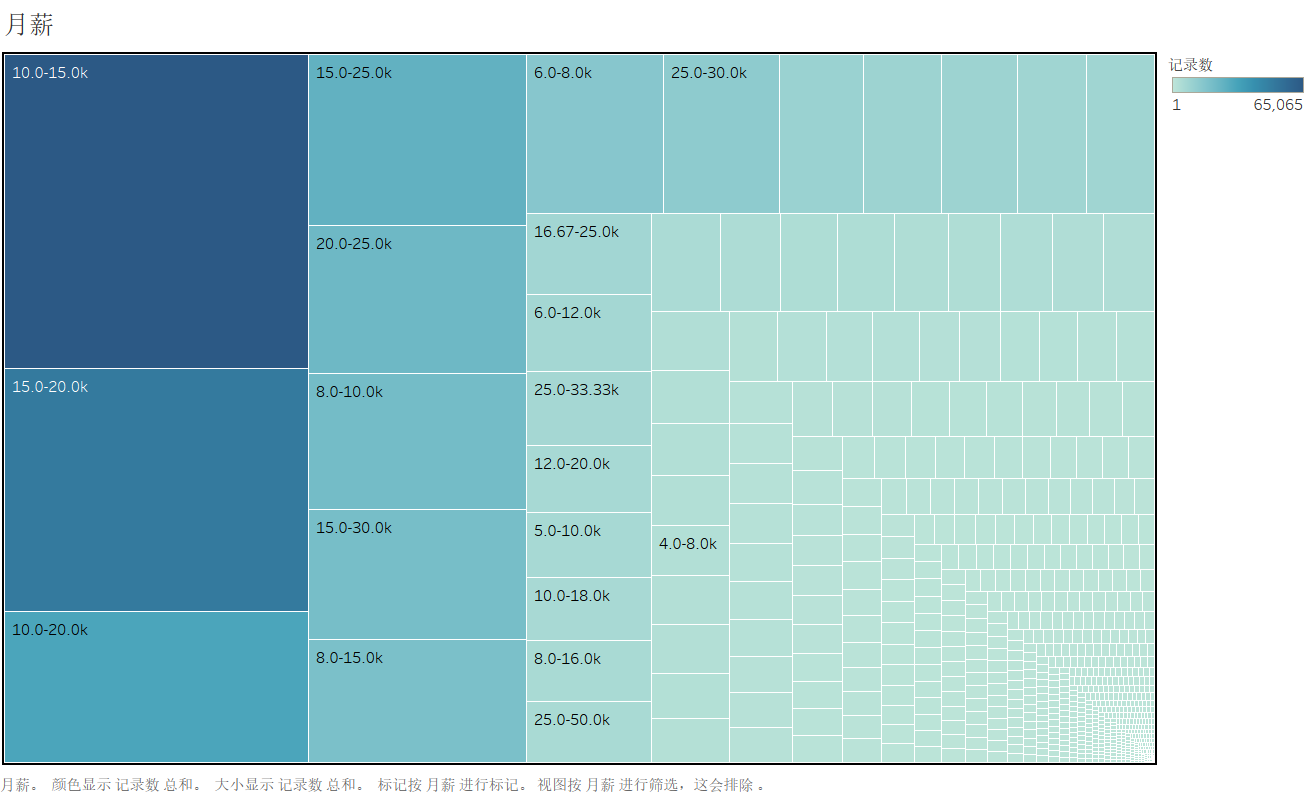 月薪
10.0-15.0k
15.0-20.0k
10.0-20.0k
15.0-25.0k
20.0-25.0k
8.0-10.0k
15.0-30.0k
8.0-15.0k
6.0-8.0k
25.0-30.0k
16.67-25.0k
6.0-12.0k
25.0-33.33k
12.0-20.0k
5.0-10.0k
10.0-18.0k
8.0-16.0k
25.0-50.0k
4.0-8.0k
记录数
1 65,065
月薪。 颜色显示 记录数 总和。 大小显示 记录数 总和。 标记按 月薪 进行标记。 视图按 月薪 进行筛选，这会排除 。